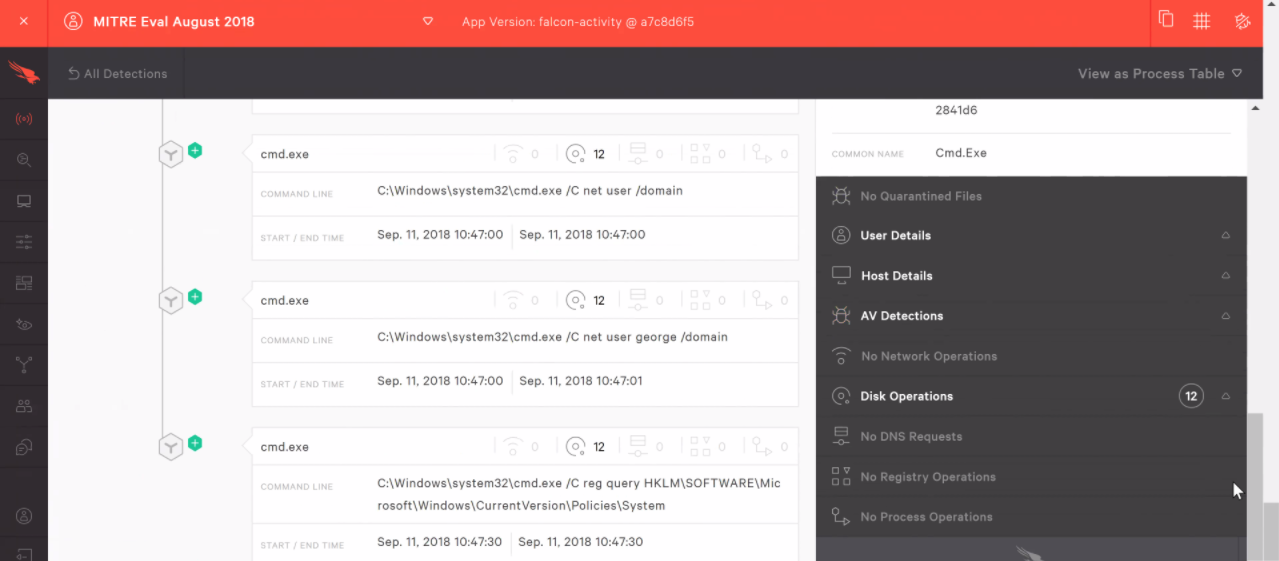 MITRE Eval August 2018
App Version: falcon-activity @ a7c8d6f5
All Detections
View as Process Table
cmd.exe 0 12 0 0 0
COMMAND LINE C:\Windows\system32\cmd.exe /C net user /domain
START / END TIME Sep. 11, 2018 10:47:00 Sep. 11, 2018 10:47:00
cmd.exe 0 12 0 0 0
COMMAND LINE C:\Windows\system32\cmd.exe /C net user george /domain
START / END TIME Sep. 11, 2018 10:47:00 Sep. 11, 2018 10:47:01
cmd.exe 0 12 0 0 0
COMMAND LINE C:\Windows\system32\cmd.exe /C reg query HKLM\SOFTWARE\Mic
rosoft\Windows\CurrentVersion\Policies\System
START / END TIME Sep. 11, 2018 10:47:30 Sep. 11, 2018 10:47:30
2841d6
COMMON NAME Cmd.Exe
No Quarantined Files
User Details
Host Details
AV Detections
No Network Operations
Disk Operations 12
No DNS Requests
No Registry Operations
No Process Operations